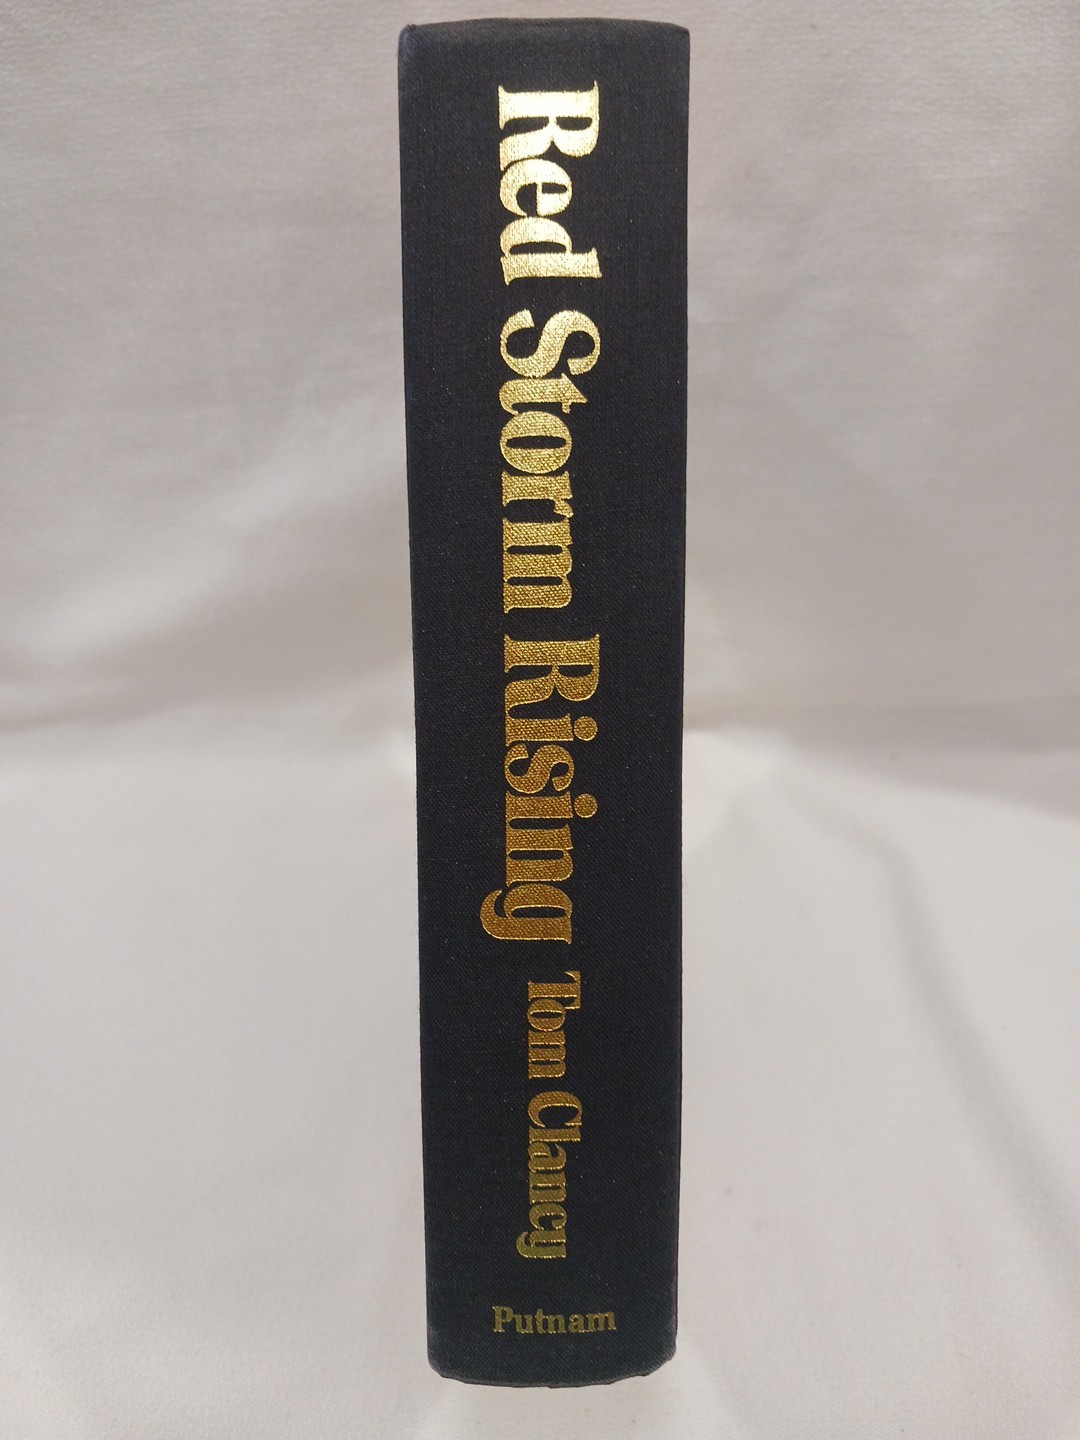 Red Storm Rising Tom Clancy
Putnam